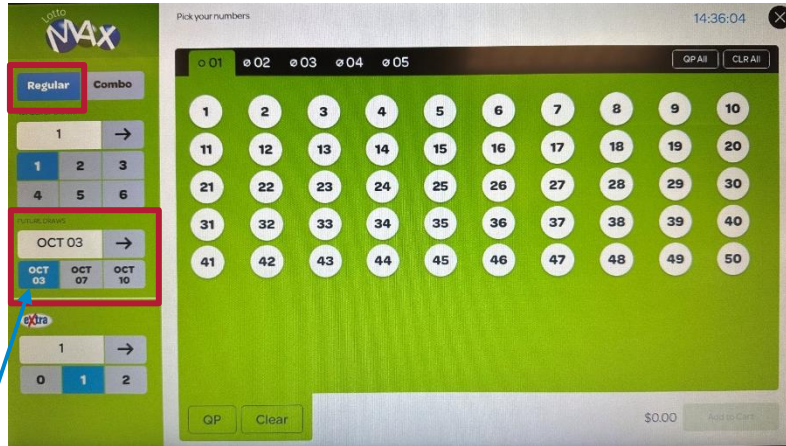 Lotto MAX
Pick your numbers
14:36:04
01 02 03 04 05
QP All
CLR All
Regular
Combo
1
1 2 3
4 5 6
FUTURE DRAWS
OCT 03
OCT 03
OCT 07
OCT 10
extra
1
0 1 2
1 2 3 4 5 6 7 8 9 10
11 12 13 14 15 16 17 18 19 20
21 22 23 24 25 26 27 28 29 30
31 32 33 34 35 36 37 38 39 40
41 42 43 44 45 46 47 48 49 50
QP
Clear
$0.00
Add to Cart